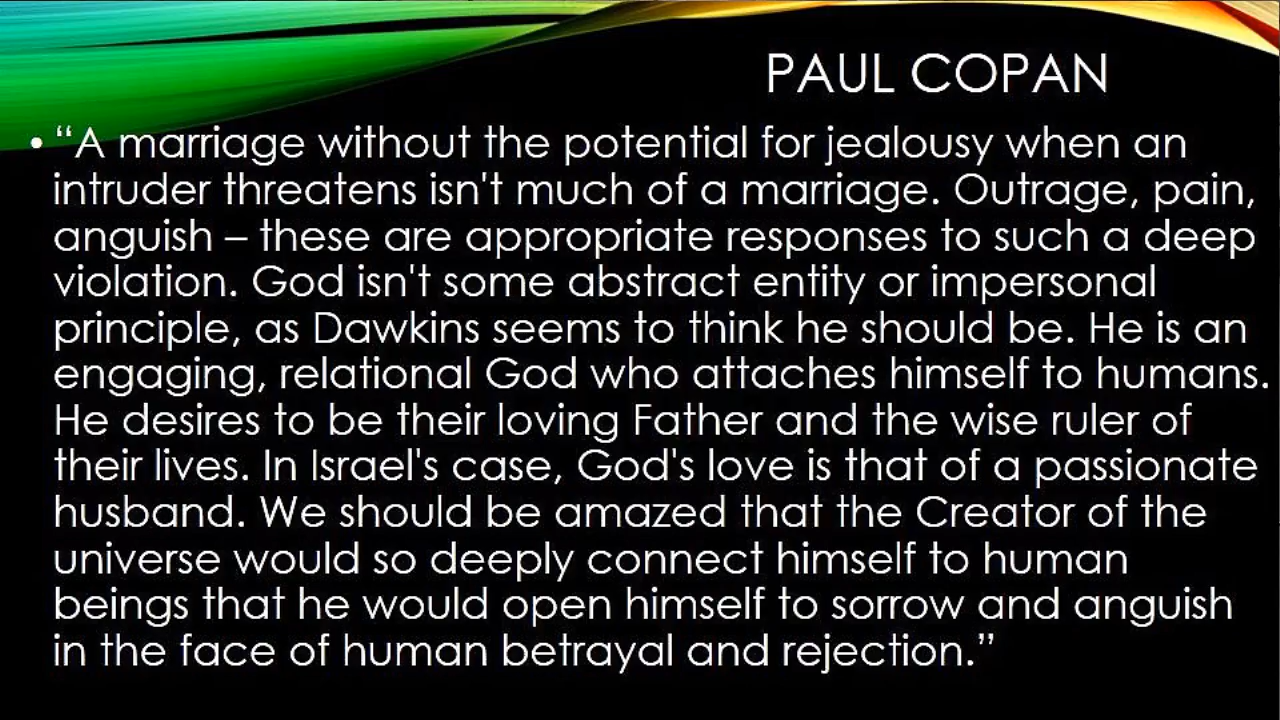 PAUL COPAN
• “A marriage without the potential for jealousy when an
intruder threatens isn't much of a marriage. Outrage, pain,
anguish – these are appropriate responses to such a deep
violation. God isn't some abstract entity or impersonal
principle, as Dawkins seems to think he should be. He is an
engaging, relational God who attaches himself to humans.
He desires to be their loving Father and the wise ruler of
their lives. In Israel's case, God's love is that of a passionate
husband. We should be amazed that the Creator of the
universe would so deeply connect himself to human
beings that he would open himself to sorrow and anguish
in the face of human betrayal and rejection.”